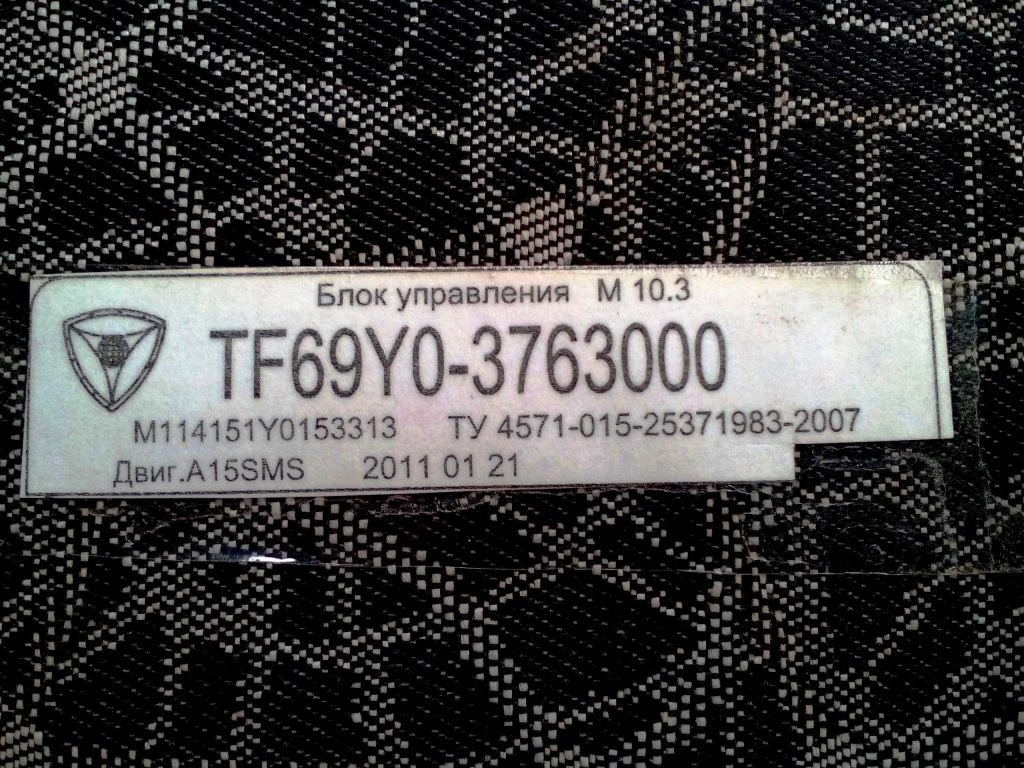 Блок управления М 10.3
TF69Y0-3763000
M114151Y0153313 ТУ 4571-015-25371983-2007
Двиг.A15SMS 2011 01 21